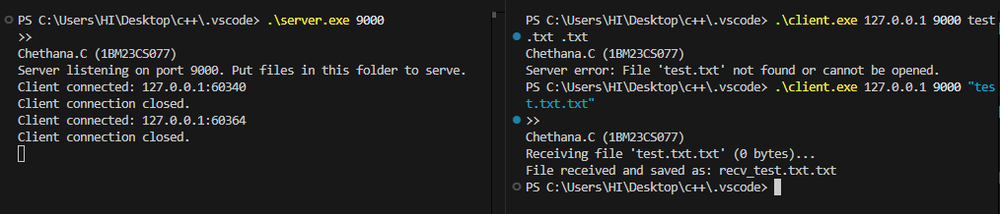 PS C:\Users\HI\Desktop\c++\.vscode> .\server.exe 9000
>>
Chethana.C (1BM23CS077)
Server listening on port 9000. Put files in this folder to serve.
Client connected: 127.0.0.1:60340
Client connection closed.
Client connected: 127.0.0.1:60364
Client connection closed.
PS C:\Users\HI\Desktop\c++\.vscode> .\client.exe 127.0.0.1 9000 test
.txt .txt
Chethana.C (1BM23CS077)
Server error: File 'test.txt' not found or cannot be opened.
PS C:\Users\HI\Desktop\c++\.vscode> .\client.exe 127.0.0.1 9000 "tes
t.txt.txt"
>>
Chethana.C (1BM23CS077)
Receiving file 'test.txt.txt' (0 bytes)...
File received and saved as: recv_test.txt.txt
PS C:\Users\HI\Desktop\c++\.vscode>